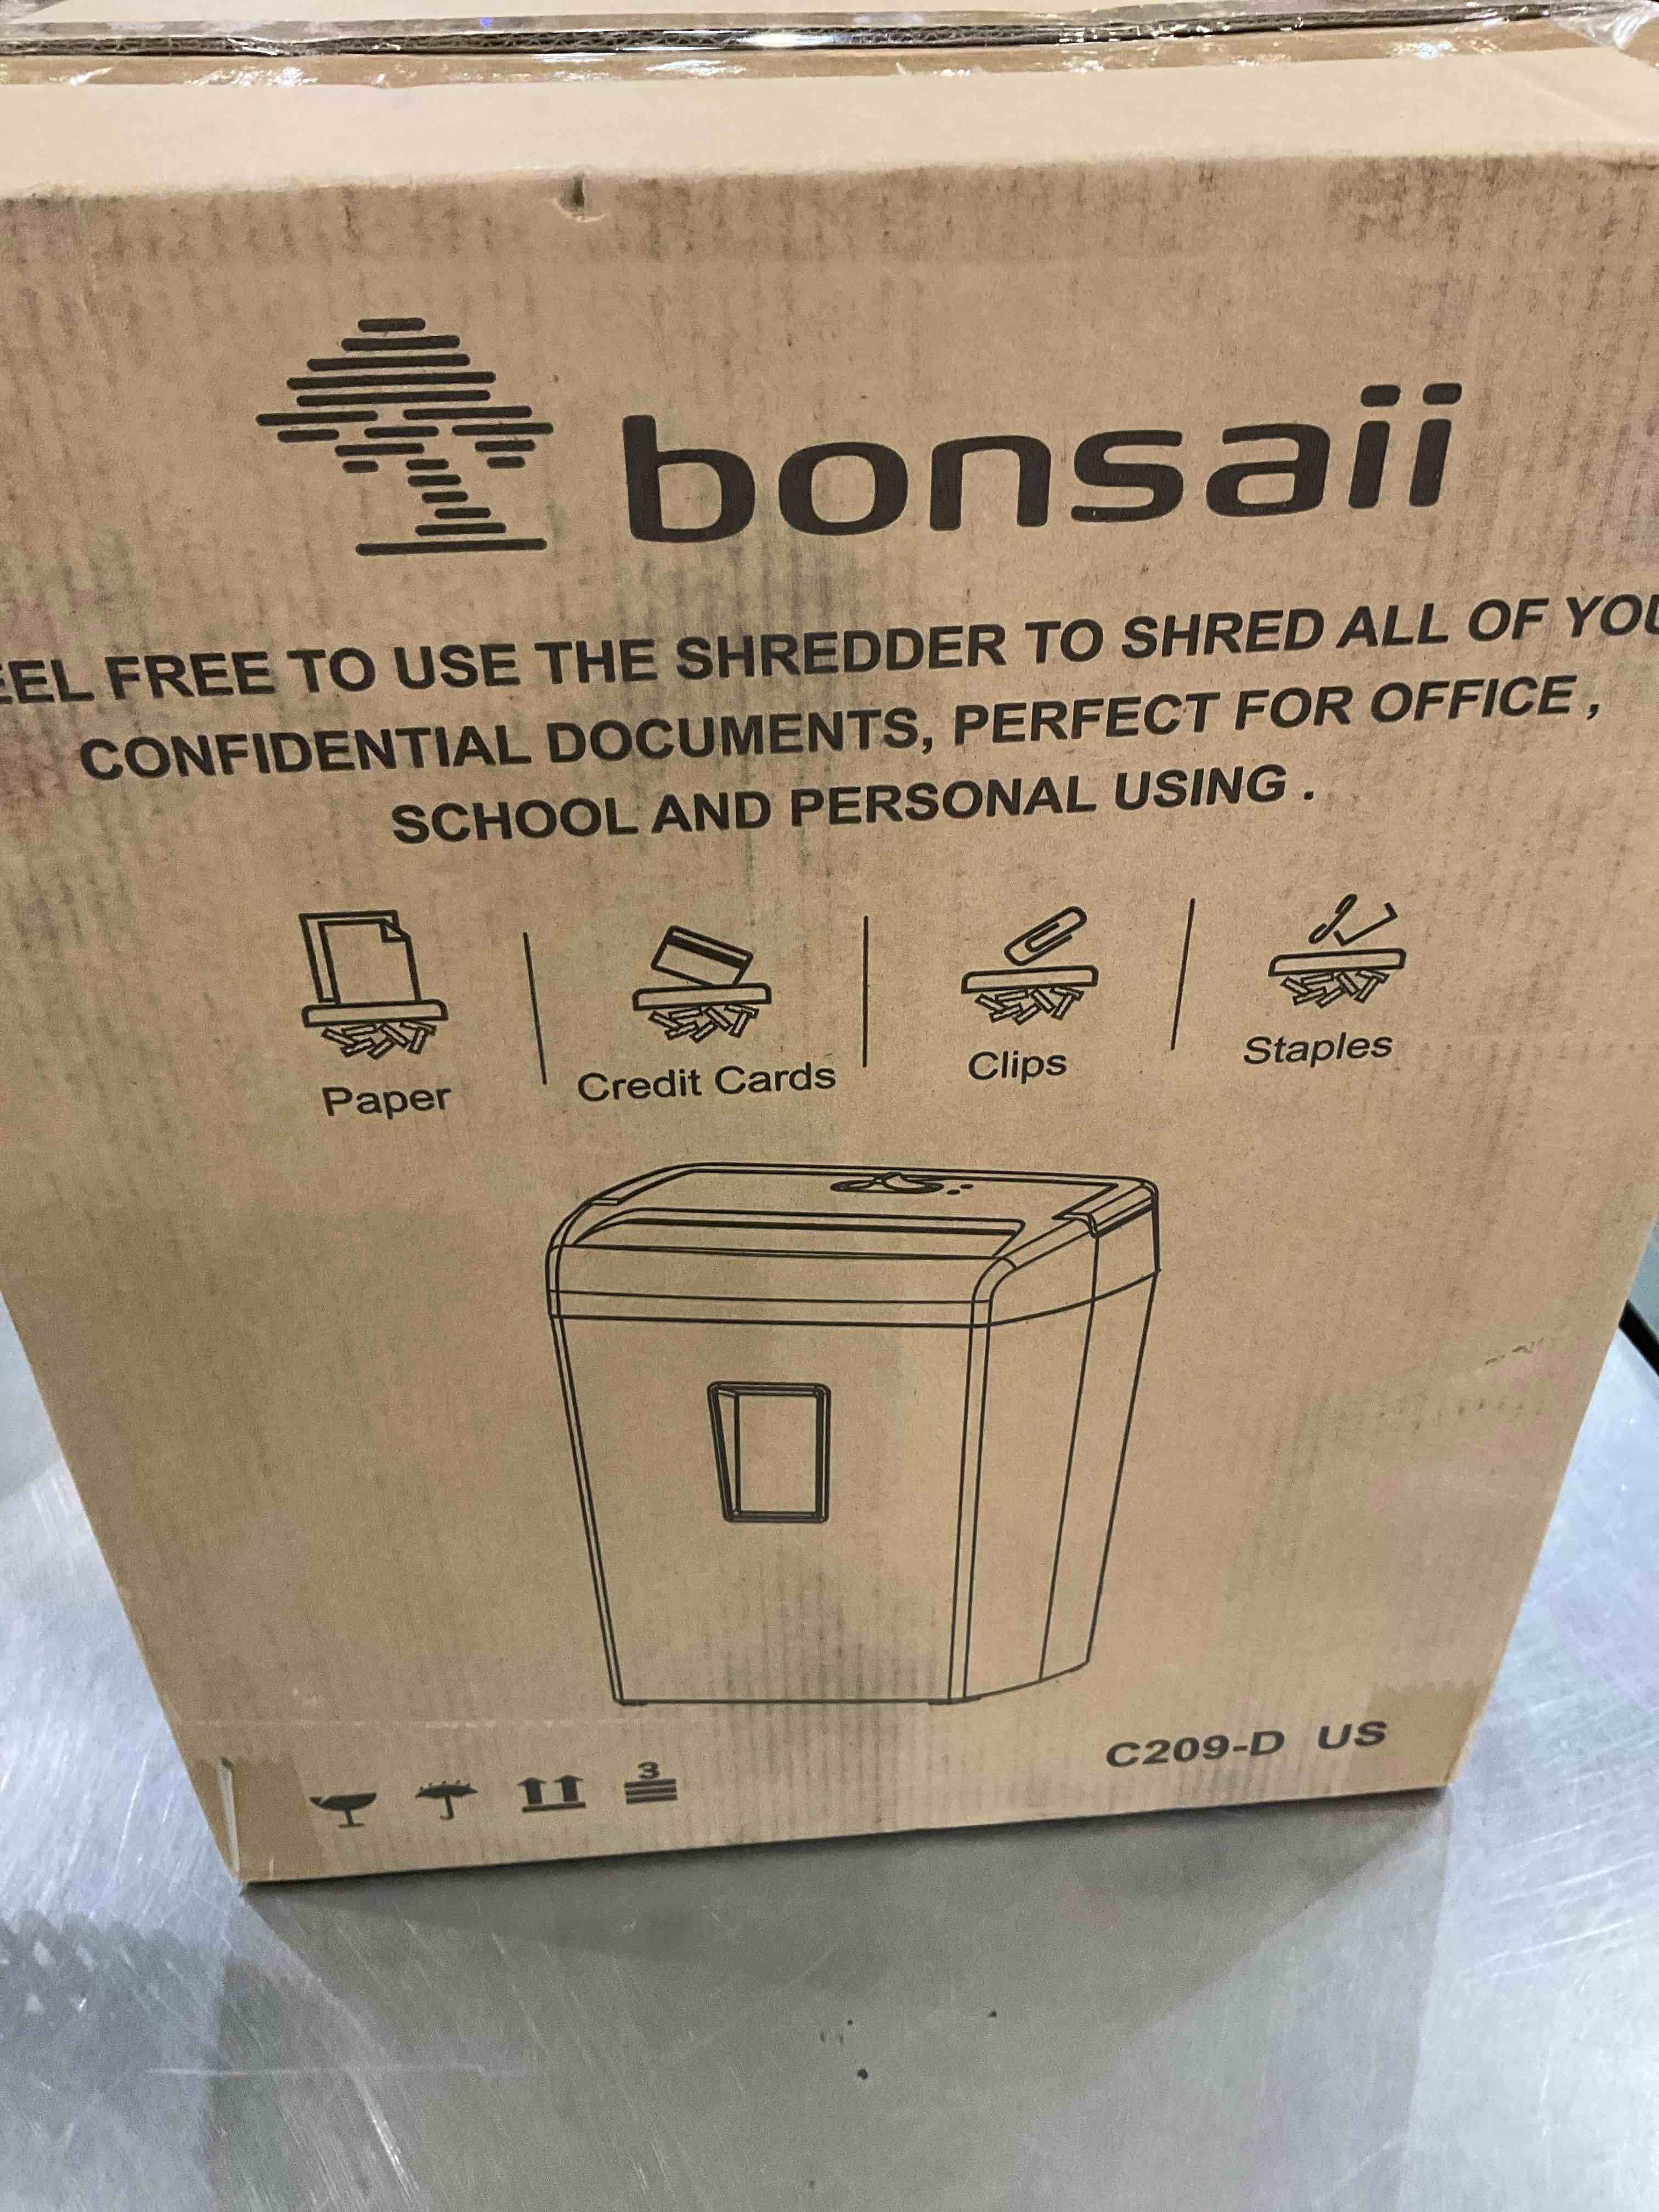 bonsaii
EEL FREE TO USE THE SHREDDER TO SHRED ALL OF YOU
CONFIDENTIAL DOCUMENTS, PERFECT FOR OFFICE ,
SCHOOL AND PERSONAL USING .
Paper
Credit Cards
Clips
Staples
C209-D US
3